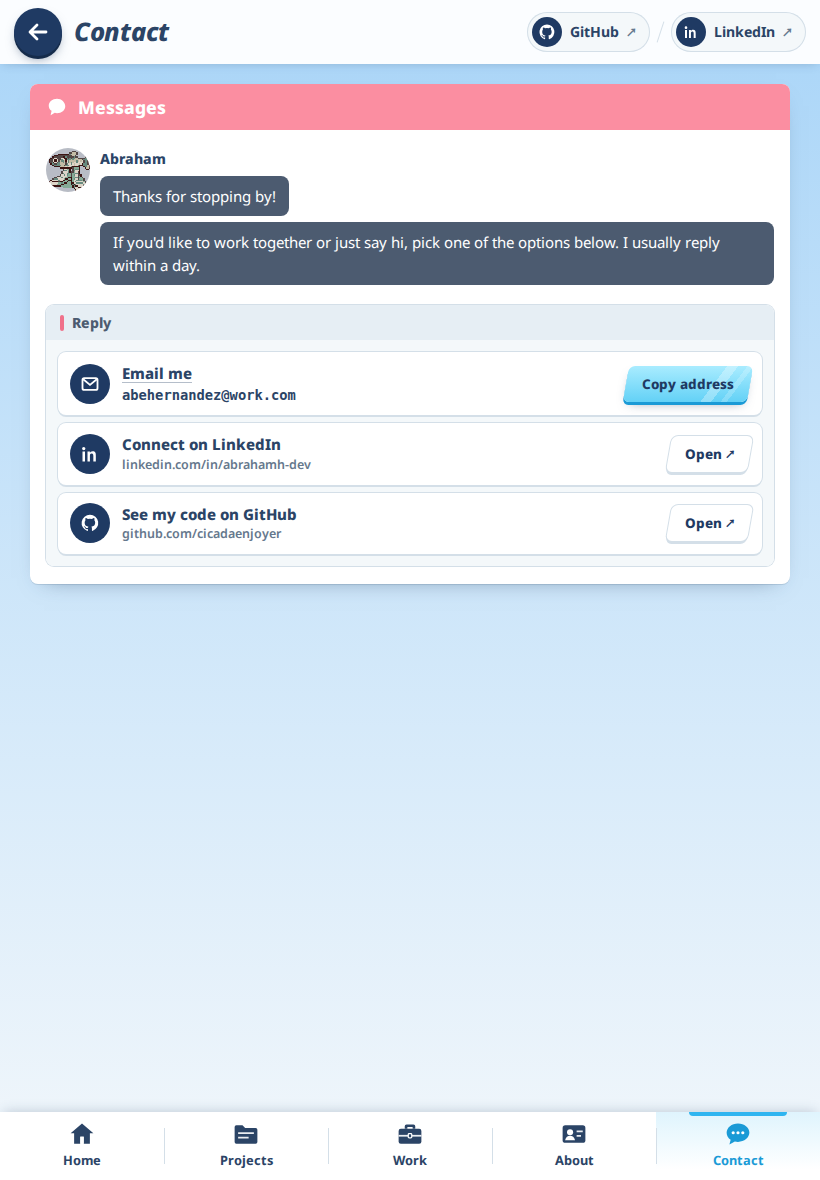 Contact
GitHub ↗
LinkedIn ↗
Messages
Abraham
Thanks for stopping by!
If you'd like to work together or just say hi, pick one of the options below. I usually reply
within a day.
Reply
Email me
abehernandez@work.com
Copy address
Connect on LinkedIn
linkedin.com/in/abrahamh-dev
Open ↗
See my code on GitHub
github.com/cicadaenjoyer
Open ↗
Home
Projects
Work
About
Contact